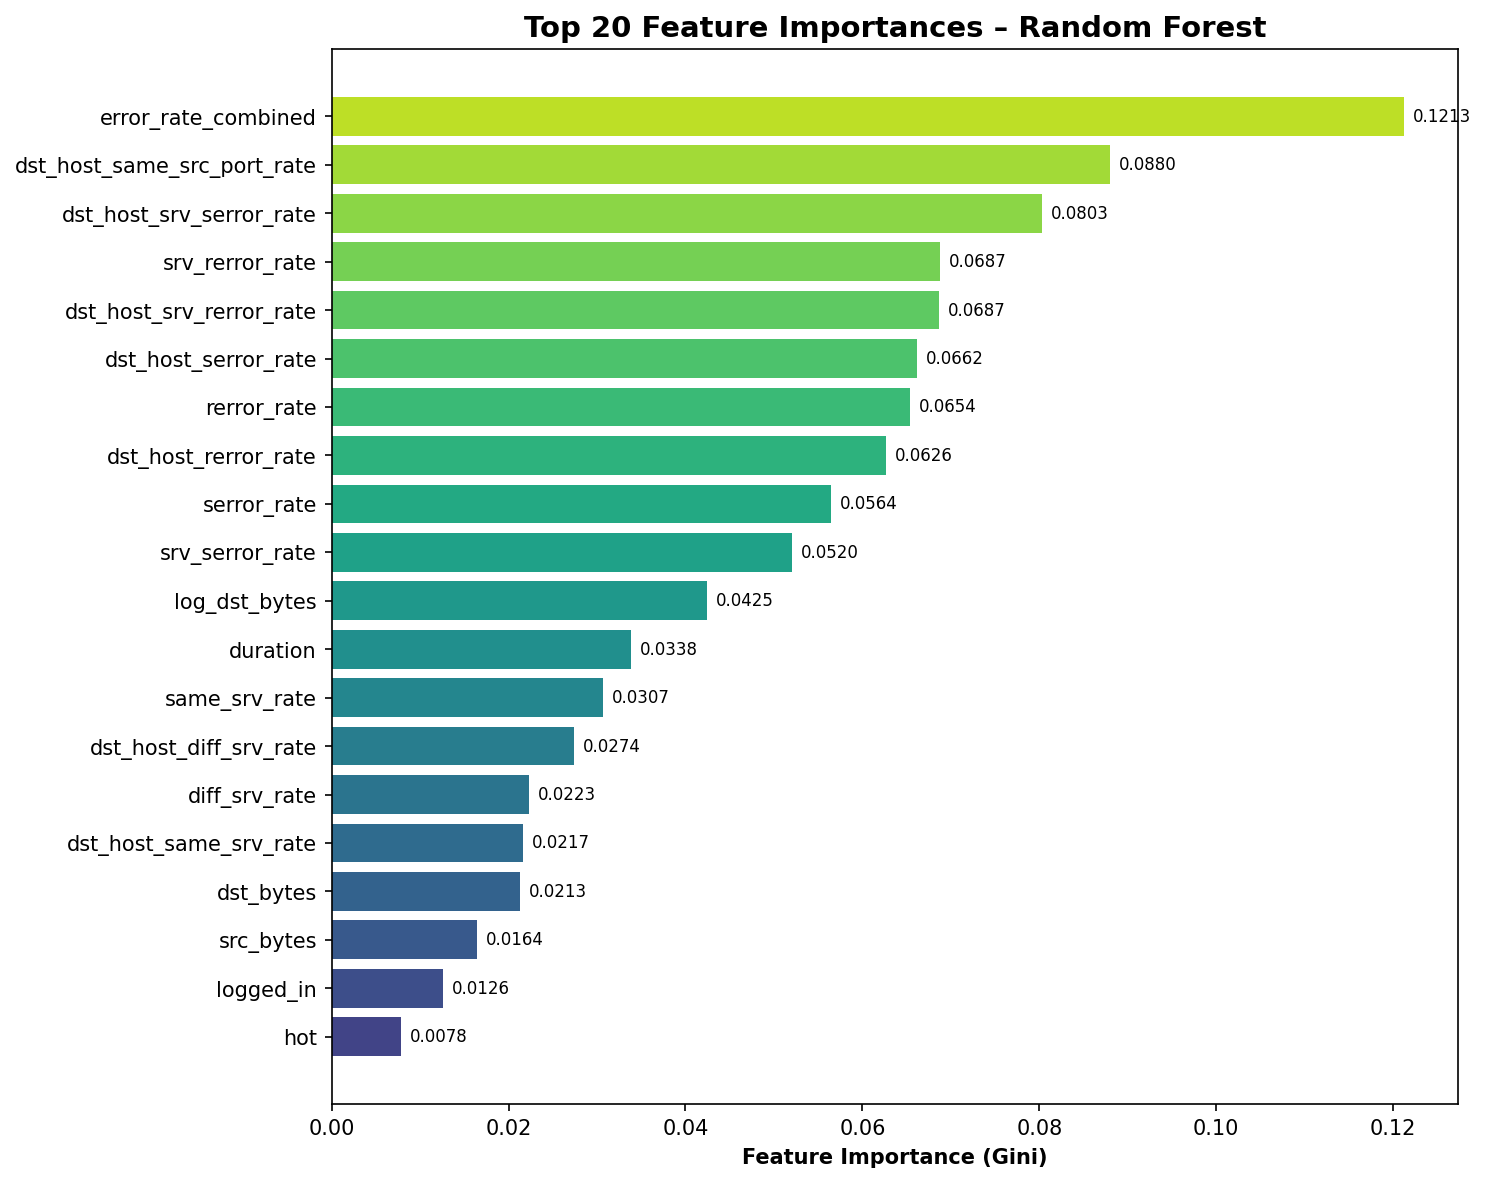 Top 20 Feature Importances – Random Forest
error_rate_combined 0.1213
dst_host_same_src_port_rate 0.0880
dst_host_srv_serror_rate 0.0803
srv_rerror_rate 0.0687
dst_host_srv_rerror_rate 0.0687
dst_host_serror_rate 0.0662
rerror_rate 0.0654
dst_host_rerror_rate 0.0626
serror_rate 0.0564
srv_serror_rate 0.0520
log_dst_bytes 0.0425
duration 0.0338
same_srv_rate 0.0307
dst_host_diff_srv_rate 0.0274
diff_srv_rate 0.0223
dst_host_same_srv_rate 0.0217
dst_bytes 0.0213
src_bytes 0.0164
logged_in 0.0126
hot 0.0078
0.00 0.02 0.04 0.06 0.08 0.10 0.12
Feature Importance (Gini)